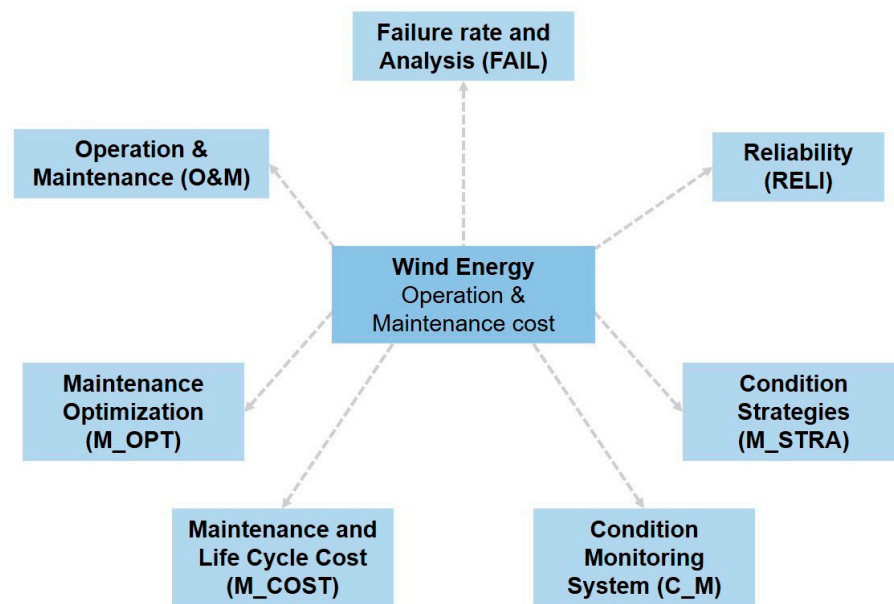 Failure rate and
Analysis (FAIL)
Operation &
Maintenance (O&M)
Reliability
(RELI)
Wind Energy
Operation &
Maintenance cost
Maintenance
Optimization
(M_OPT)
Condition
Strategies
(M_STRA)
Maintenance and
Life Cycle Cost
(M_COST)
Condition
Monitoring
System (C_M)